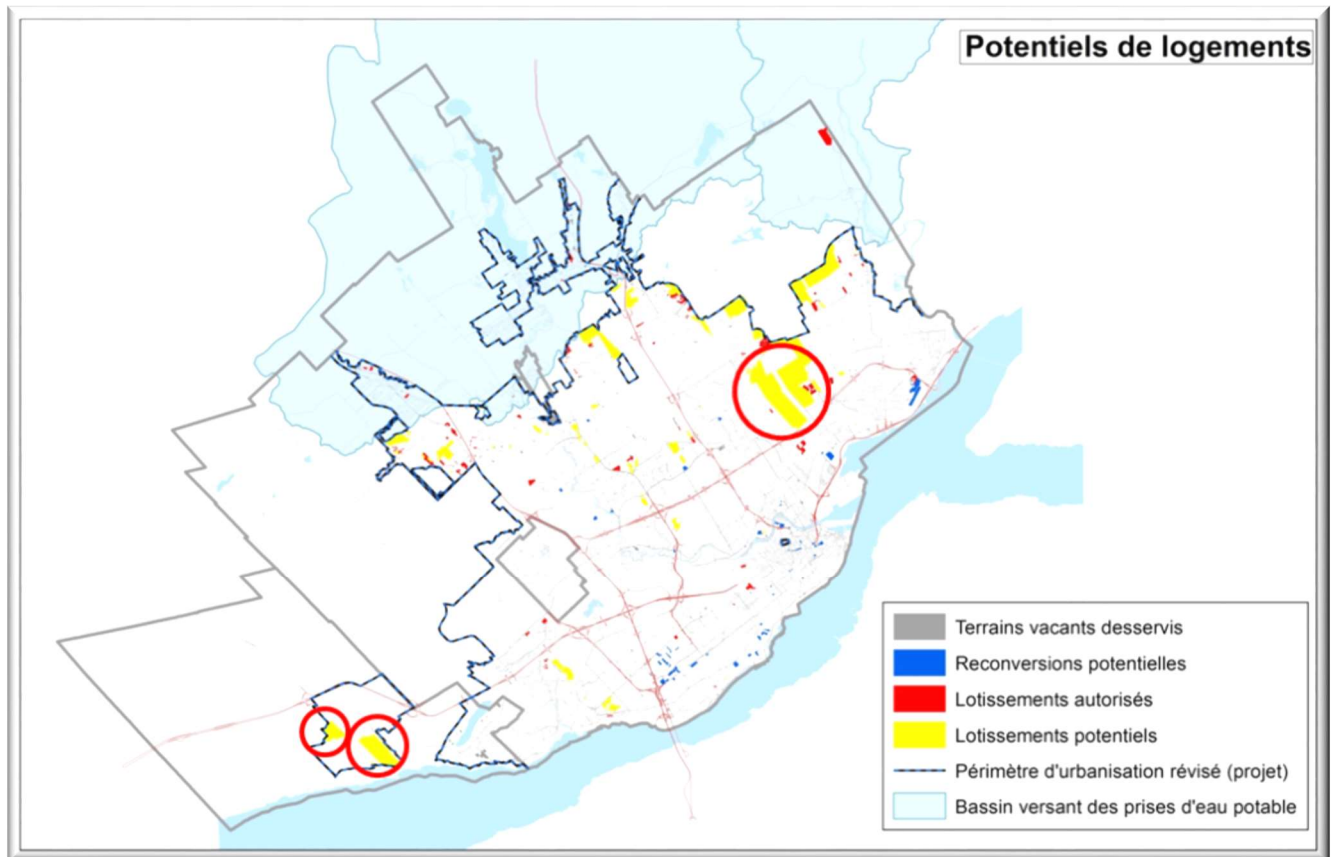 Potentiels de logements
Terrains vacants desservis
Reconversions potentielles
Lotissements autorisés
Lotissements potentiels
Périmètre d'urbanisation révisé (projet)
Bassin versant des prises d'eau potable